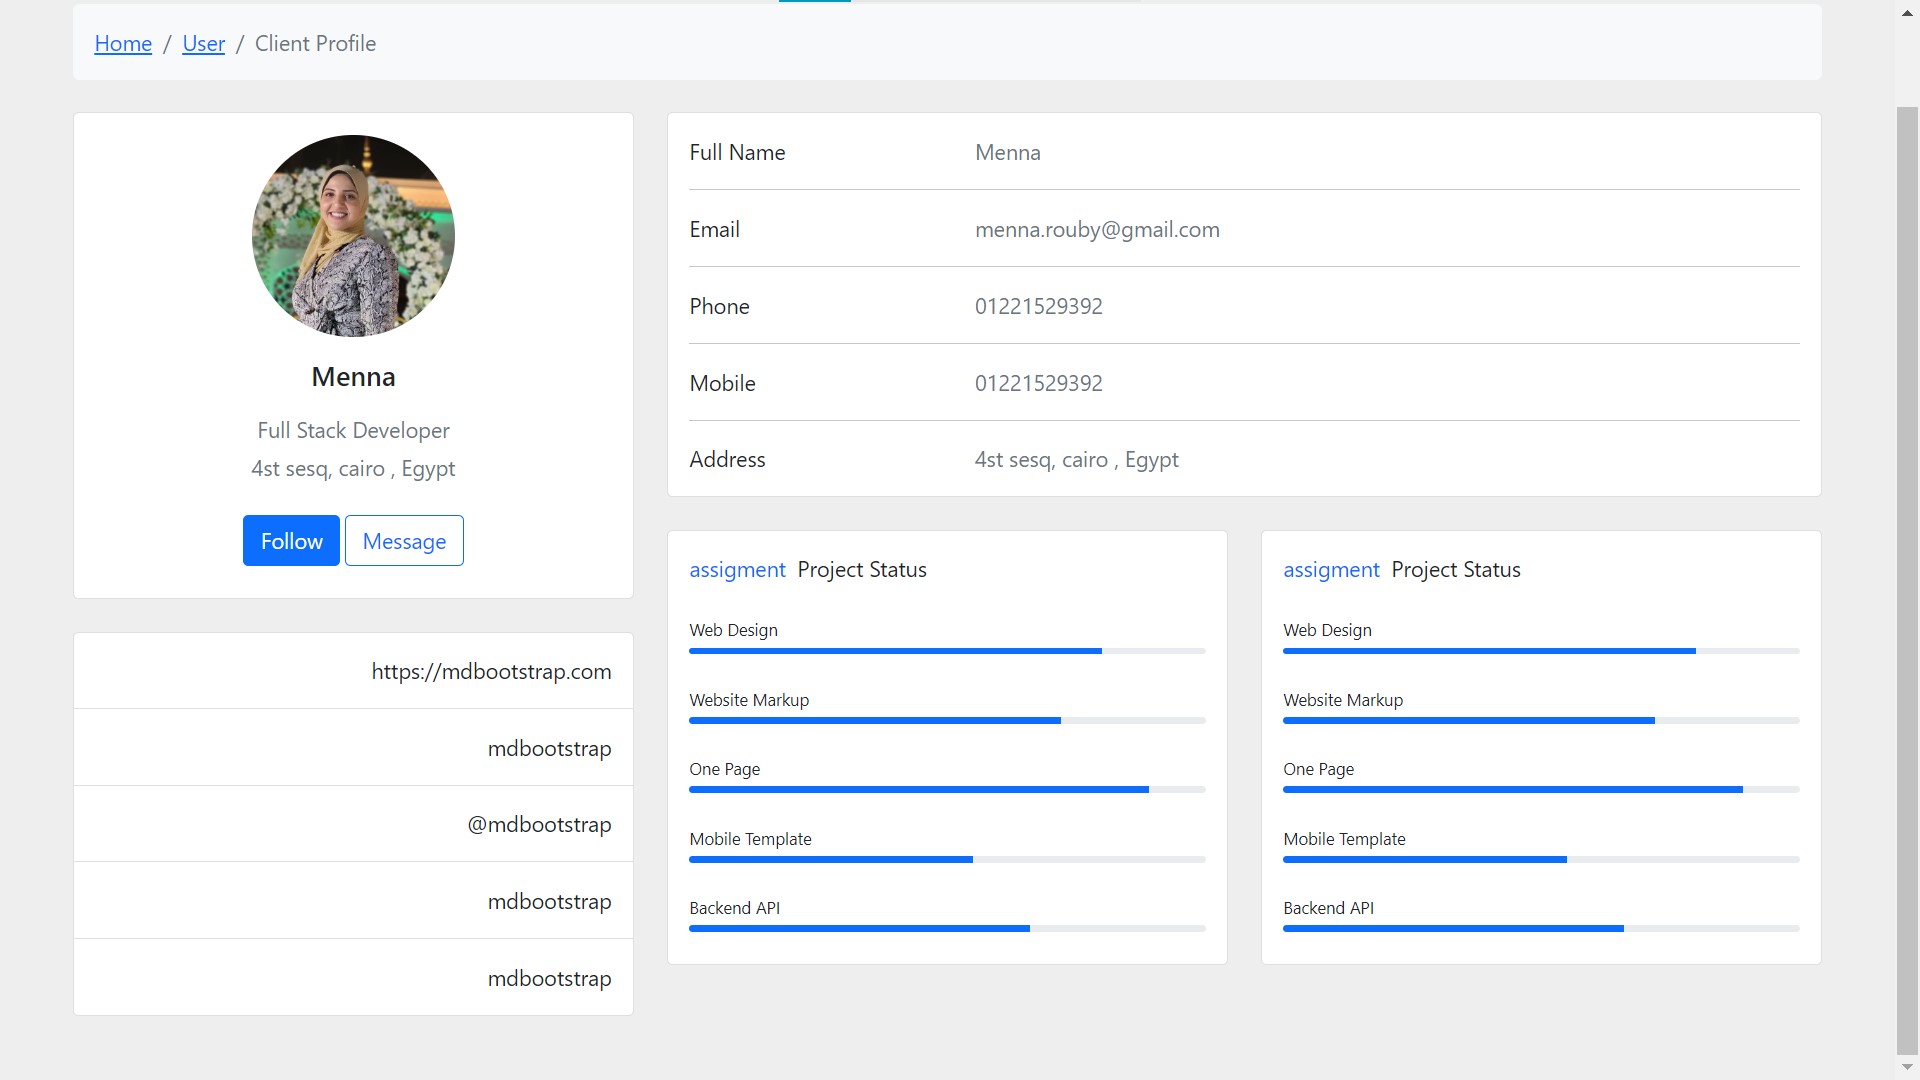 Home / User / Client Profile
Menna
Full Stack Developer
4st sesq, cairo , Egypt
Follow Message
https://mdbootstrap.com
mdbootstrap
@mdbootstrap
mdbootstrap
mdbootstrap
Full Name Menna
Email menna.rouby@gmail.com
Phone 01221529392
Mobile 01221529392
Address 4st sesq, cairo , Egypt
assigment Project Status
Web Design
Website Markup
One Page
Mobile Template
Backend API
assigment Project Status
Web Design
Website Markup
One Page
Mobile Template
Backend API